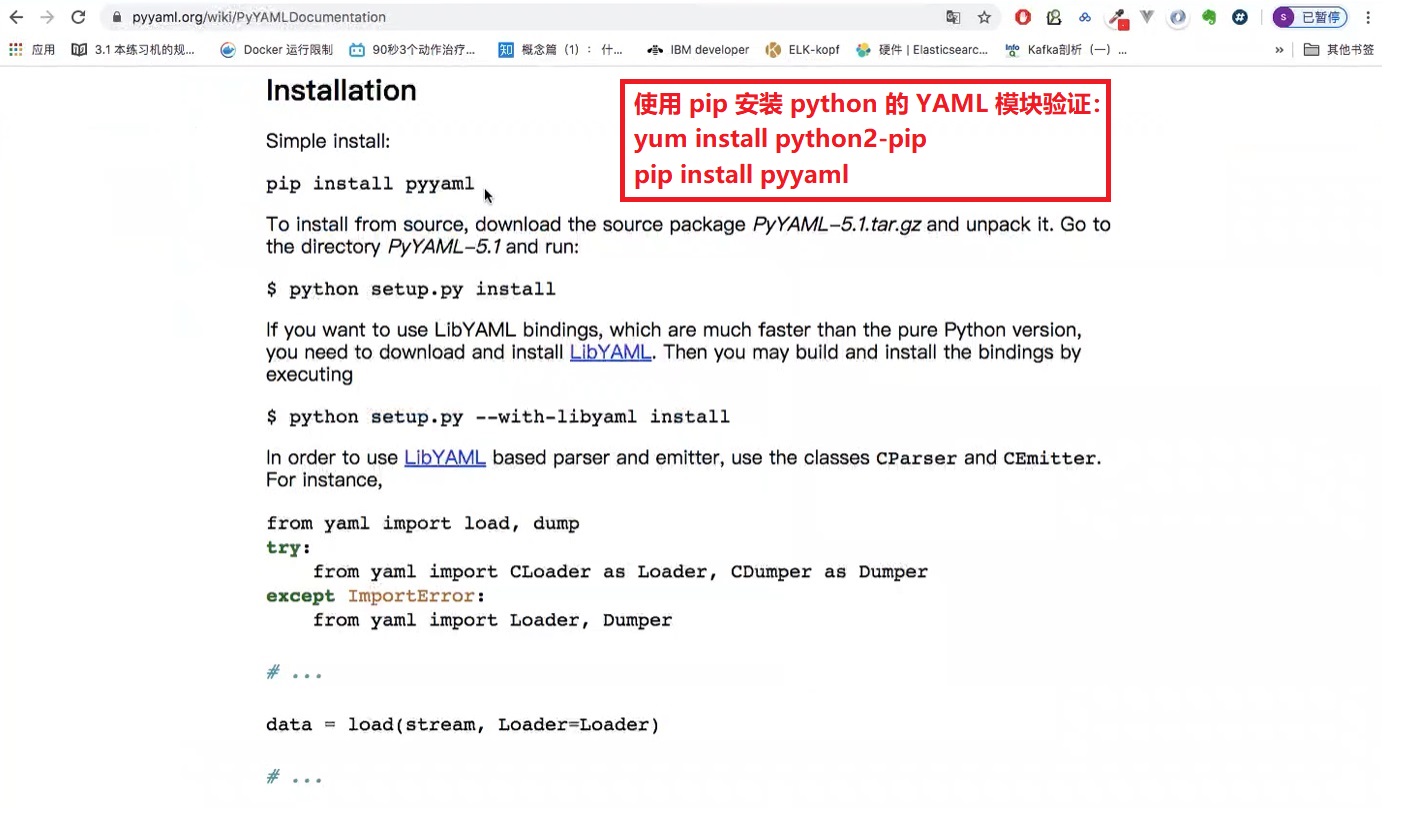 pyyaml.org/wiki/PyYAMLDocumentation
S 已暂停
应用 3.1 本练习机的规... Docker 运行限制 90秒3个动作治疗... 知 概念篇（1）：什... IBM developer ELK-kopf 硬件 | Elasticsearc... Info Kafka剖析（一）... » 其他书签
Installation
使用 pip 安装 python 的 YAML 模块验证：
yum install python2-pip
pip install pyyaml
Simple install:
pip install pyyaml
To install from source, download the source package PyYAML-5.1.tar.gz and unpack it. Go to
the directory PyYAML-5.1 and run:
$ python setup.py install
If you want to use LibYAML bindings, which are much faster than the pure Python version,
you need to download and install LibYAML. Then you may build and install the bindings by
executing
$ python setup.py --with-libyaml install
In order to use LibYAML based parser and emitter, use the classes CParser and CEmitter.
For instance,
from yaml import load, dump
try:
    from yaml import CLoader as Loader, CDumper as Dumper
except ImportError:
    from yaml import Loader, Dumper
# ...
data = load(stream, Loader=Loader)
# ...